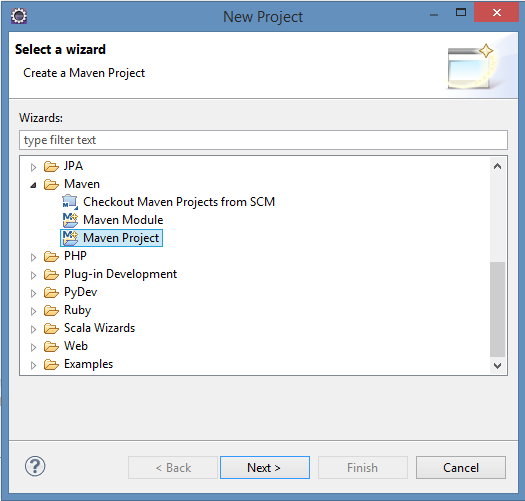 New Project
Select a wizard
Create a Maven Project
Wizards:
type filter text
JPA
Maven
Checkout Maven Projects from SCM
Maven Module
Maven Project
PHP
Plug-in Development
PyDev
Ruby
Scala Wizards
Web
Examples
? < Back Next > Finish Cancel